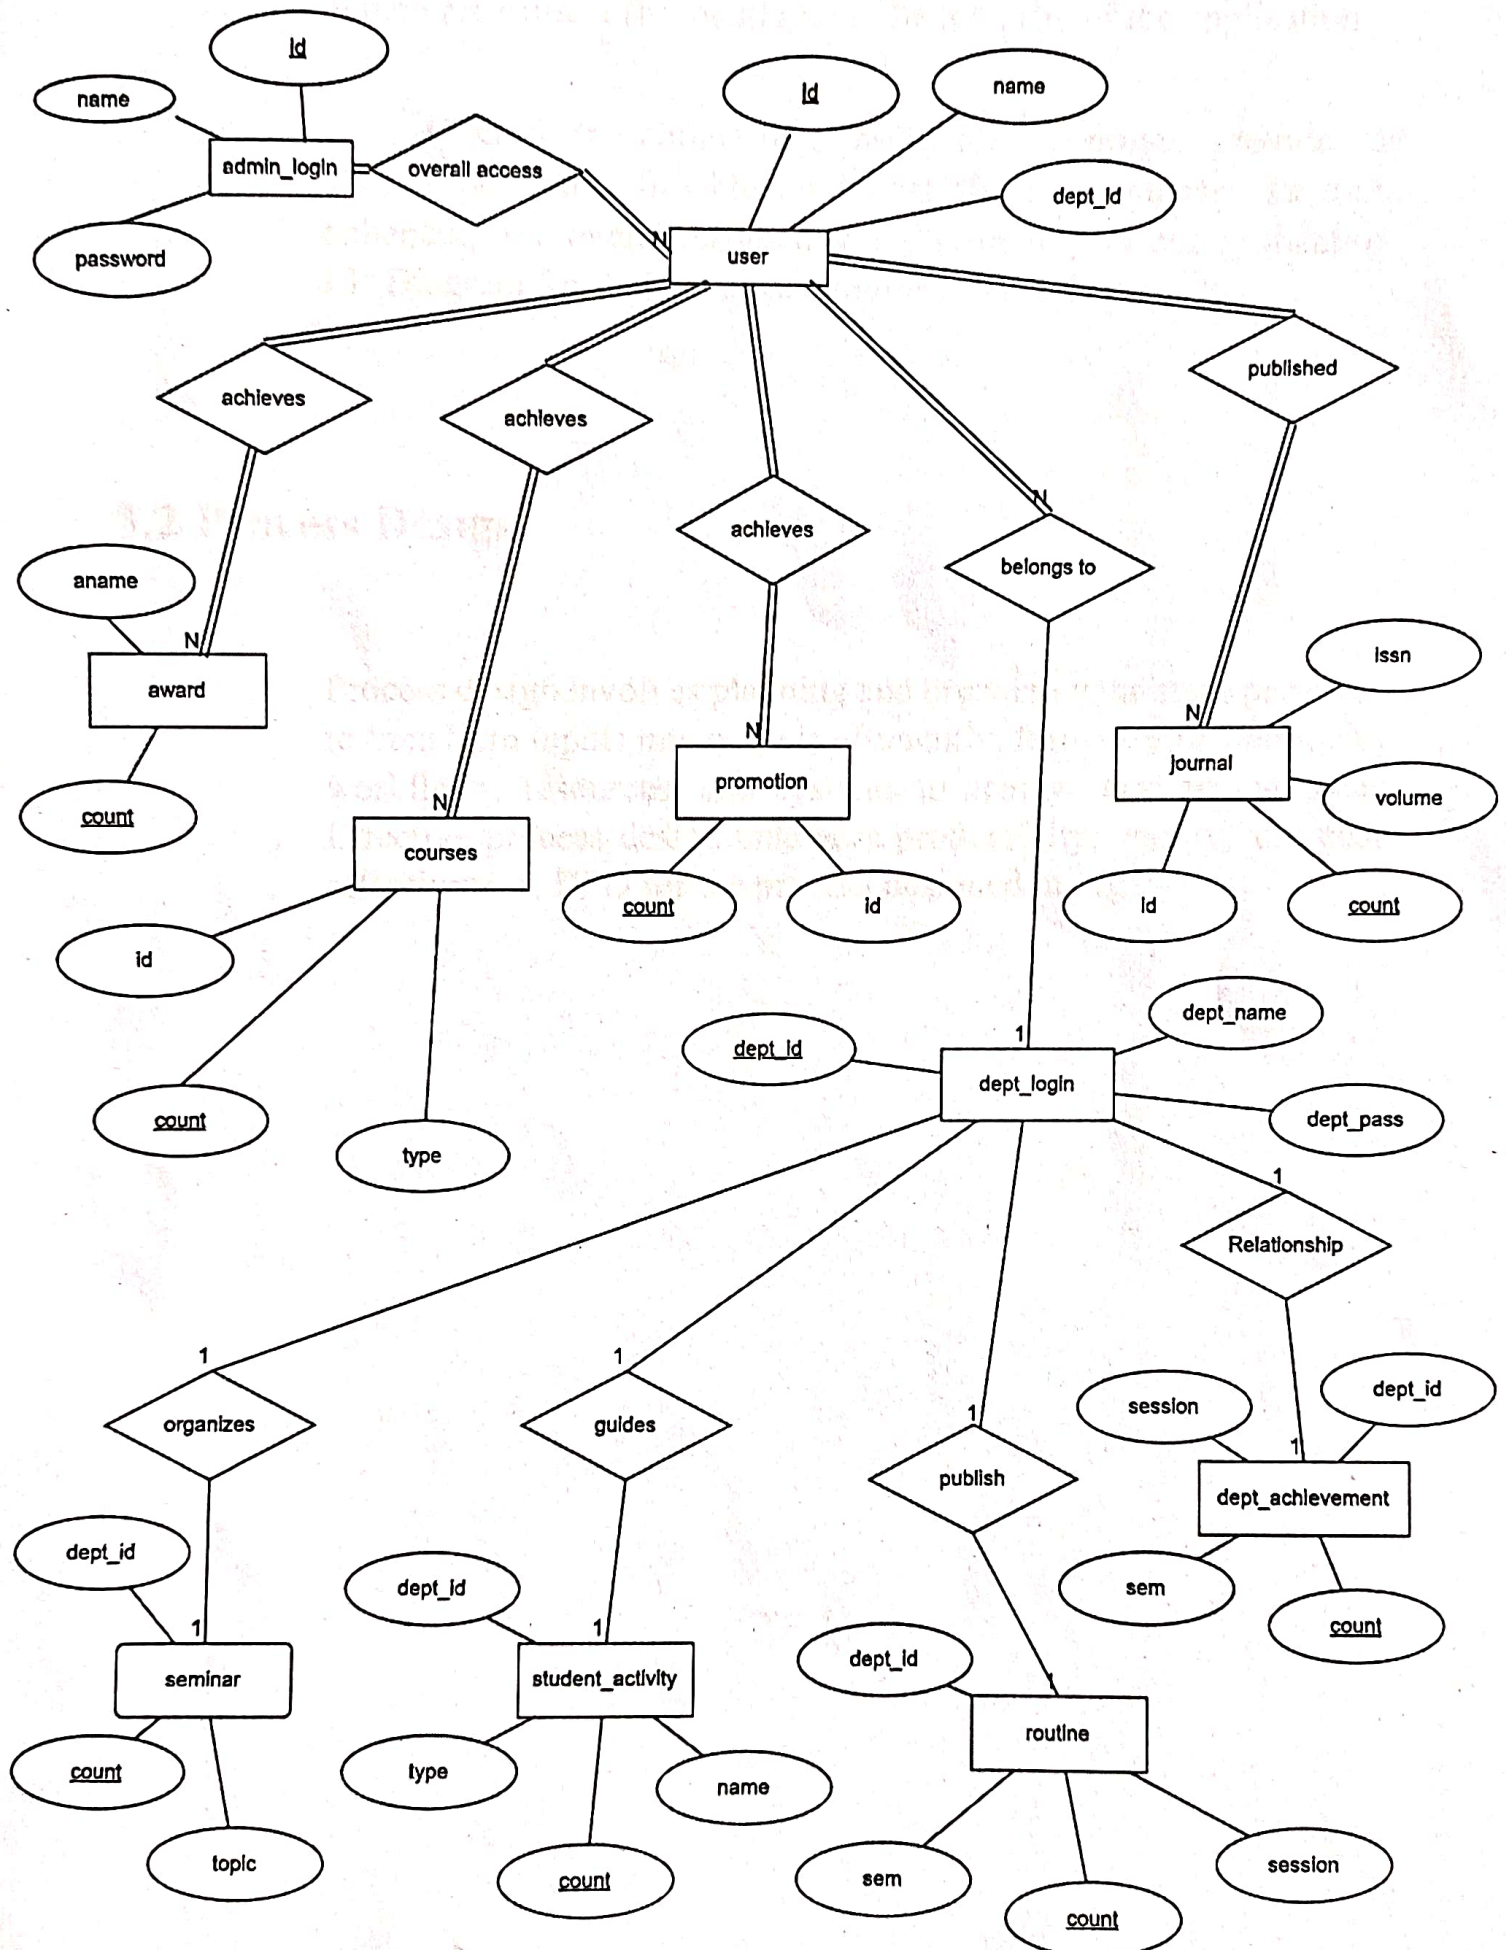 id
name
id
name
admin_login
overall access
dept_id
password
N
user
achieves
achieves
published
N
achieves
belongs to
aname
N
award
issn
N
journal
N
promotion
volume
count
N
courses
count
id
id
count
id
dept_name
1
dept_id
dept_login
count
dept_pass
type
1
Relationship
1
1
session
dept_id
1
organizes
guides
1
publish
dept_achievement
dept_id
dept_id
sem
1
1
count
dept_id
seminar
student_activity
1
routine
count
type
name
topic
count
sem
session
count